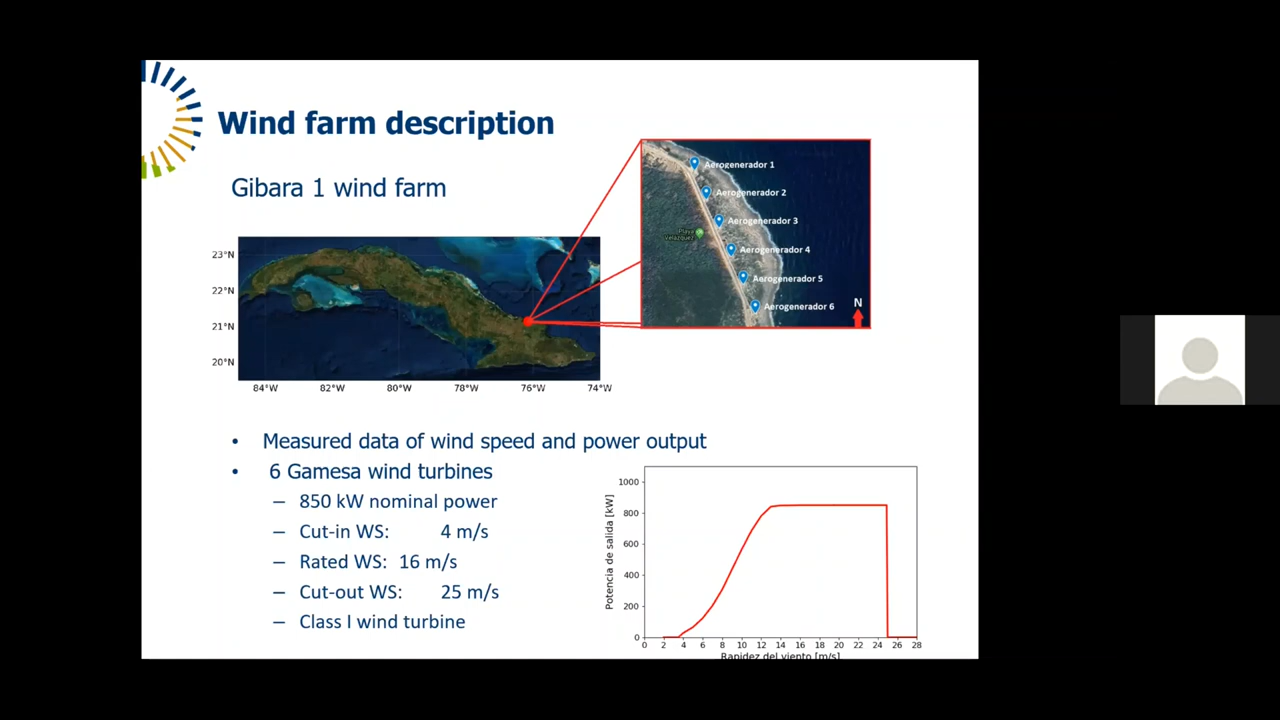 Wind farm description
Gibara 1 wind farm
Aerogenerador 1
Aerogenerador 2
Aerogenerador 3
Playa
Velazquez
Aerogenerador 4
Aerogenerador 5
Aerogenerador 6
N
23°N
22°N
21°N
20°N
84°W 82°W 80°W 78°W 76°W 74°W
• Measured data of wind speed and power output
• 6 Gamesa wind turbines
– 850 kW nominal power
– Cut-in WS: 4 m/s
– Rated WS: 16 m/s
– Cut-out WS: 25 m/s
– Class I wind turbine
Potencia de salida [kW]
1000
800
600
400
200
0
0 2 4 6 8 10 12 14 16 18 20 22 24 26 28
Rapidez del viento [m/s]